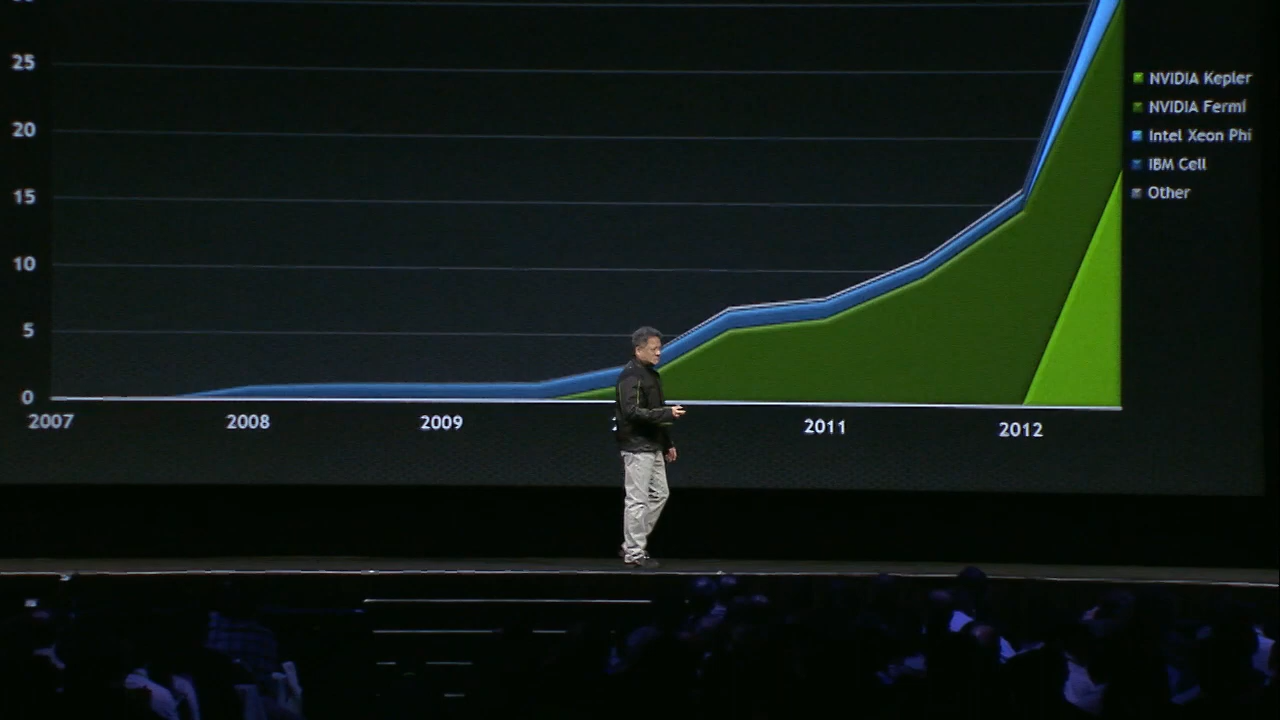 25
20
15
10
5
0
2007
2008
2009
2011
2012
NVIDIA Kepler
NVIDIA Fermi
Intel Xeon Phi
IBM Cell
Other